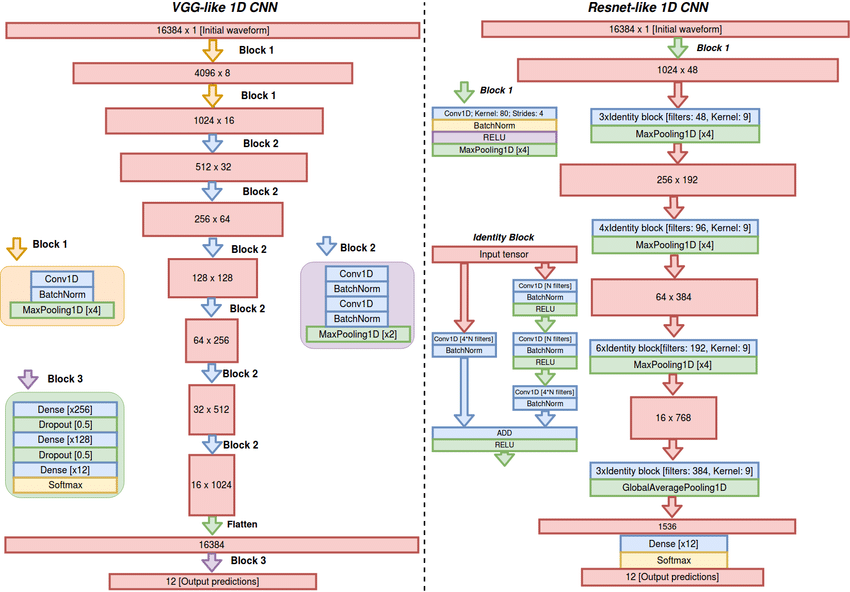 VGG-like 1D CNN
16384 x 1 [Initial waveform]
Block 1
4096 x 8
Block 1
1024 x 16
Block 2
512 x 32
Block 2
256 x 64
Block 2
128 x 128
Block 2
64 x 256
Block 2
32 x 512
Block 2
16 x 1024
Flatten
16384
Block 3
12 [Output predictions]
Block 1
Conv1D
BatchNorm
MaxPooling1D [x4]
Block 2
Conv1D
BatchNorm
Conv1D
BatchNorm
MaxPooling1D [x2]
Block 3
Dense [x256]
Dropout [0.5]
Dense [x128]
Dropout [0.5]
Dense [x12]
Softmax
Resnet-like 1D CNN
16384 x 1 [Initial waveform]
Block 1
1024 x 48
3xIdentity block [filters: 48, Kernel: 9]
MaxPooling1D [x4]
256 x 192
4xIdentity block [filters: 96, Kernel: 9]
MaxPooling1D [x4]
64 x 384
6xIdentity block[filters: 192, Kernel: 9]
MaxPooling1D [x4]
16 x 768
3xIdentity block [filters: 384, Kernel: 9]
GlobalAveragePooling1D
1536
Dense [x12]
Softmax
12 [Output predictions]
Block 1
Conv1D; Kernel: 80; Strides: 4
BatchNorm
RELU
MaxPooling1D [x4]
Identity Block
Input tensor
Conv1D [N filters]
BatchNorm
RELU
Conv1D [4*N filters]
BatchNorm
Conv1D [N filters]
BatchNorm
RELU
Conv1D [4*N filters]
BatchNorm
ADD
RELU